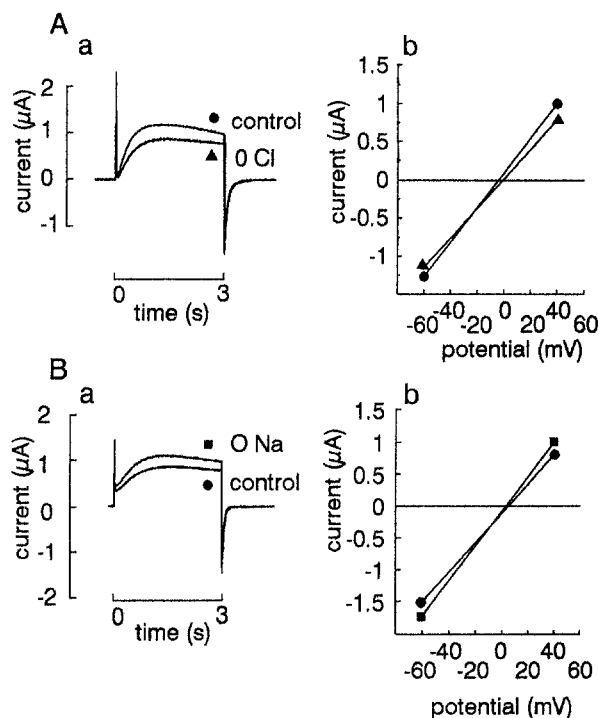 A
a
current (μA)
2
1
0
-1
control
0 Cl
0
3
time (s)
b
current (μA)
1.5
1
0.5
0
-0.5
-1
-40
0
40
-60
-20
20
60
potential (mV)
B
a
current (μA)
2
1
0
-1
-2
O Na
control
0
3
time (s)
b
current (μA)
1.5
1
0.5
0
-0.5
-1
-1.5
-40
0
40
-60
-20
20
60
potential (mV)